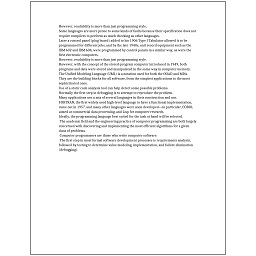 However, readability is more than just programming style.
Some languages are more prone to some kinds of faults because their specification does not
require compilers to perform as much checking as other languages.
Later a control panel (plug board) added to his 1906 Type I Tabulator allowed it to be
programmed for different jobs, and by the late 1940s, unit record equipment such as the
IBM 602 and IBM 604, were programmed by control panels in a similar way, as were the
first electronic computers.
However, readability is more than just programming style.
However, with the concept of the stored-program computer introduced in 1949, both
programs and data were stored and manipulated in the same way in computer memory.
The Unified Modeling Language (UML) is a notation used for both the OOAD and MDA.
They are the building blocks for all software, from the simplest applications to the most
sophisticated ones.
Use of a static code analysis tool can help detect some possible problems.
Normally the first step in debugging is to attempt to reproduce the problem.
Many applications use a mix of several languages in their construction and use.
FORTRAN, the first widely used high-level language to have a functional implementation,
came out in 1957, and many other languages were soon developed—in particular, COBOL
aimed at commercial data processing, and Lisp for computer research.
Ideally, the programming language best suited for the task at hand will be selected.
The academic field and the engineering practice of computer programming are both largely
concerned with discovering and implementing the most efficient algorithms for a given
class of problems.
Computer programmers are those who write computer software.
The first step in most formal software development processes is requirements analysis,
followed by testing to determine value modeling, implementation, and failure elimination
(debugging).